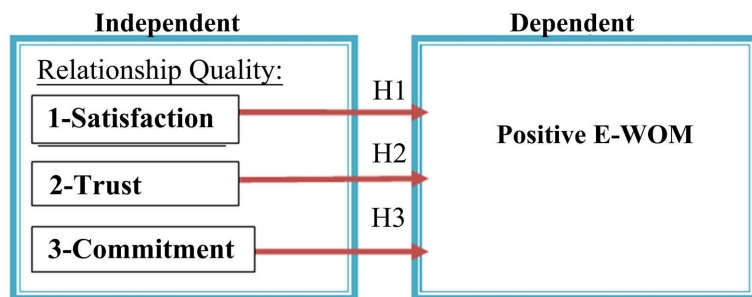 Independent
Dependent
Relationship Quality:
1-Satisfaction
2-Trust
3-Commitment
H1
H2
H3
Positive E-WOM